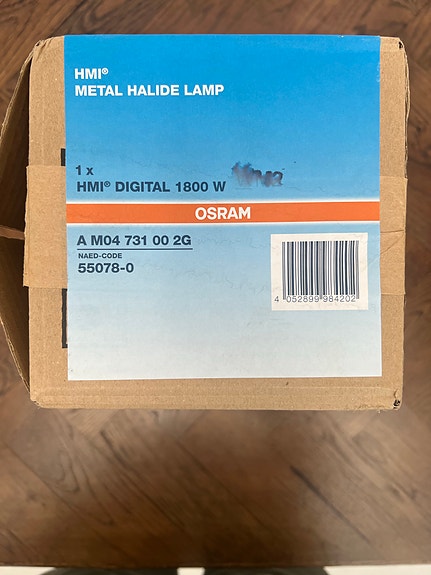 HMI®
METAL HALIDE LAMP
1 x
HMI® DIGITAL 1800 W
OSRAM
A M04 731 00 2G
NAED-CODE
55078-0
4 052899 984202